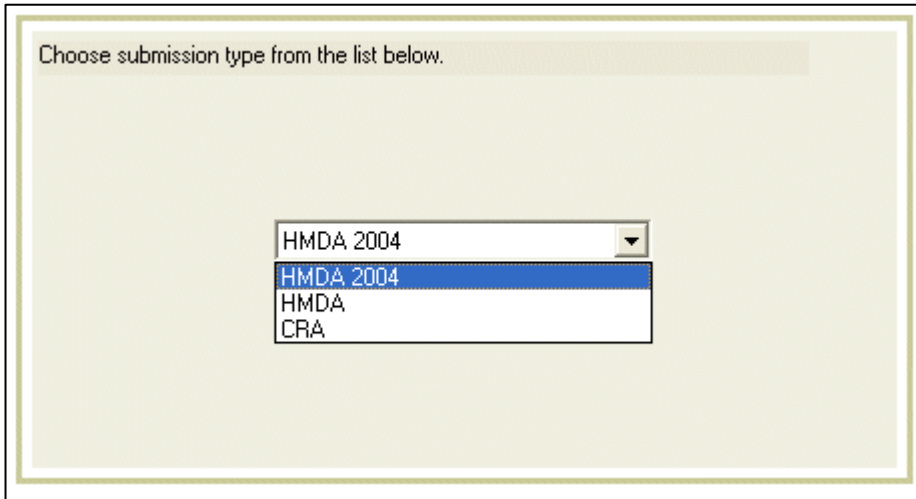 Choose submission type from the list below.
HMDA 2004
HMDA 2004
HMDA
CRA